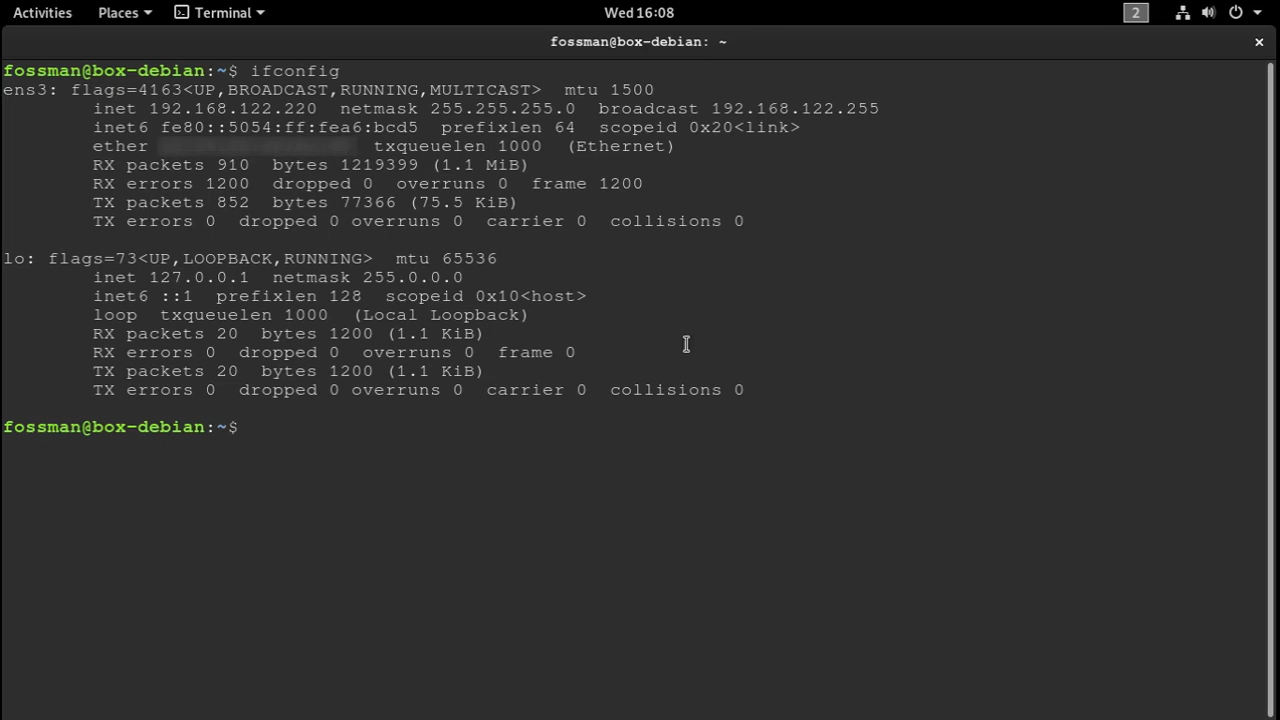 Activities Places Terminal Wed 16:08 2
fossman@box-debian: ~ ×
fossman@box-debian:~$ ifconfig
ens3: flags=4163<UP,BROADCAST,RUNNING,MULTICAST>  mtu 1500
        inet 192.168.122.220  netmask 255.255.255.0  broadcast 192.168.122.255
        inet6 fe80::5054:ff:fea6:bcd5  prefixlen 64  scopeid 0x20<link>
        ether  txqueuelen 1000  (Ethernet)
        RX packets 910  bytes 1219399 (1.1 MiB)
        RX errors 1200  dropped 0  overruns 0  frame 1200
        TX packets 852  bytes 77366 (75.5 KiB)
        TX errors 0  dropped 0 overruns 0  carrier 0  collisions 0
lo: flags=73<UP,LOOPBACK,RUNNING>  mtu 65536
        inet 127.0.0.1  netmask 255.0.0.0
        inet6 ::1  prefixlen 128  scopeid 0x10<host>
        loop  txqueuelen 1000  (Local Loopback)
        RX packets 20  bytes 1200 (1.1 KiB)
        RX errors 0  dropped 0  overruns 0  frame 0
        TX packets 20  bytes 1200 (1.1 KiB)
        TX errors 0  dropped 0 overruns 0  carrier 0  collisions 0
fossman@box-debian:~$